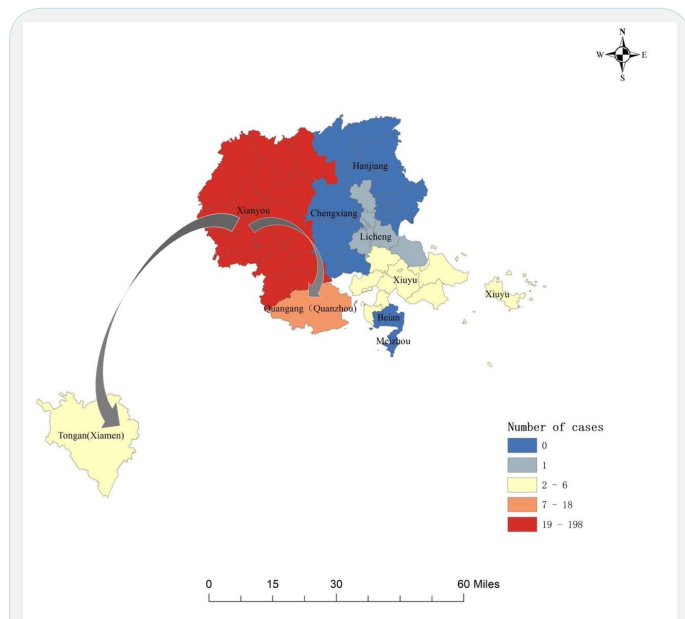 N
W E
S
Hanjiang
Xianyou
Chengxiang
Licheng
Xiuyu
Xiuyu
Quangang（Quanzhou）
Beian
Meizhou
Tongan(Xiamen)
Number of cases
0
1
2 - 6
7 - 18
19 - 198
0 15 30 60 Miles